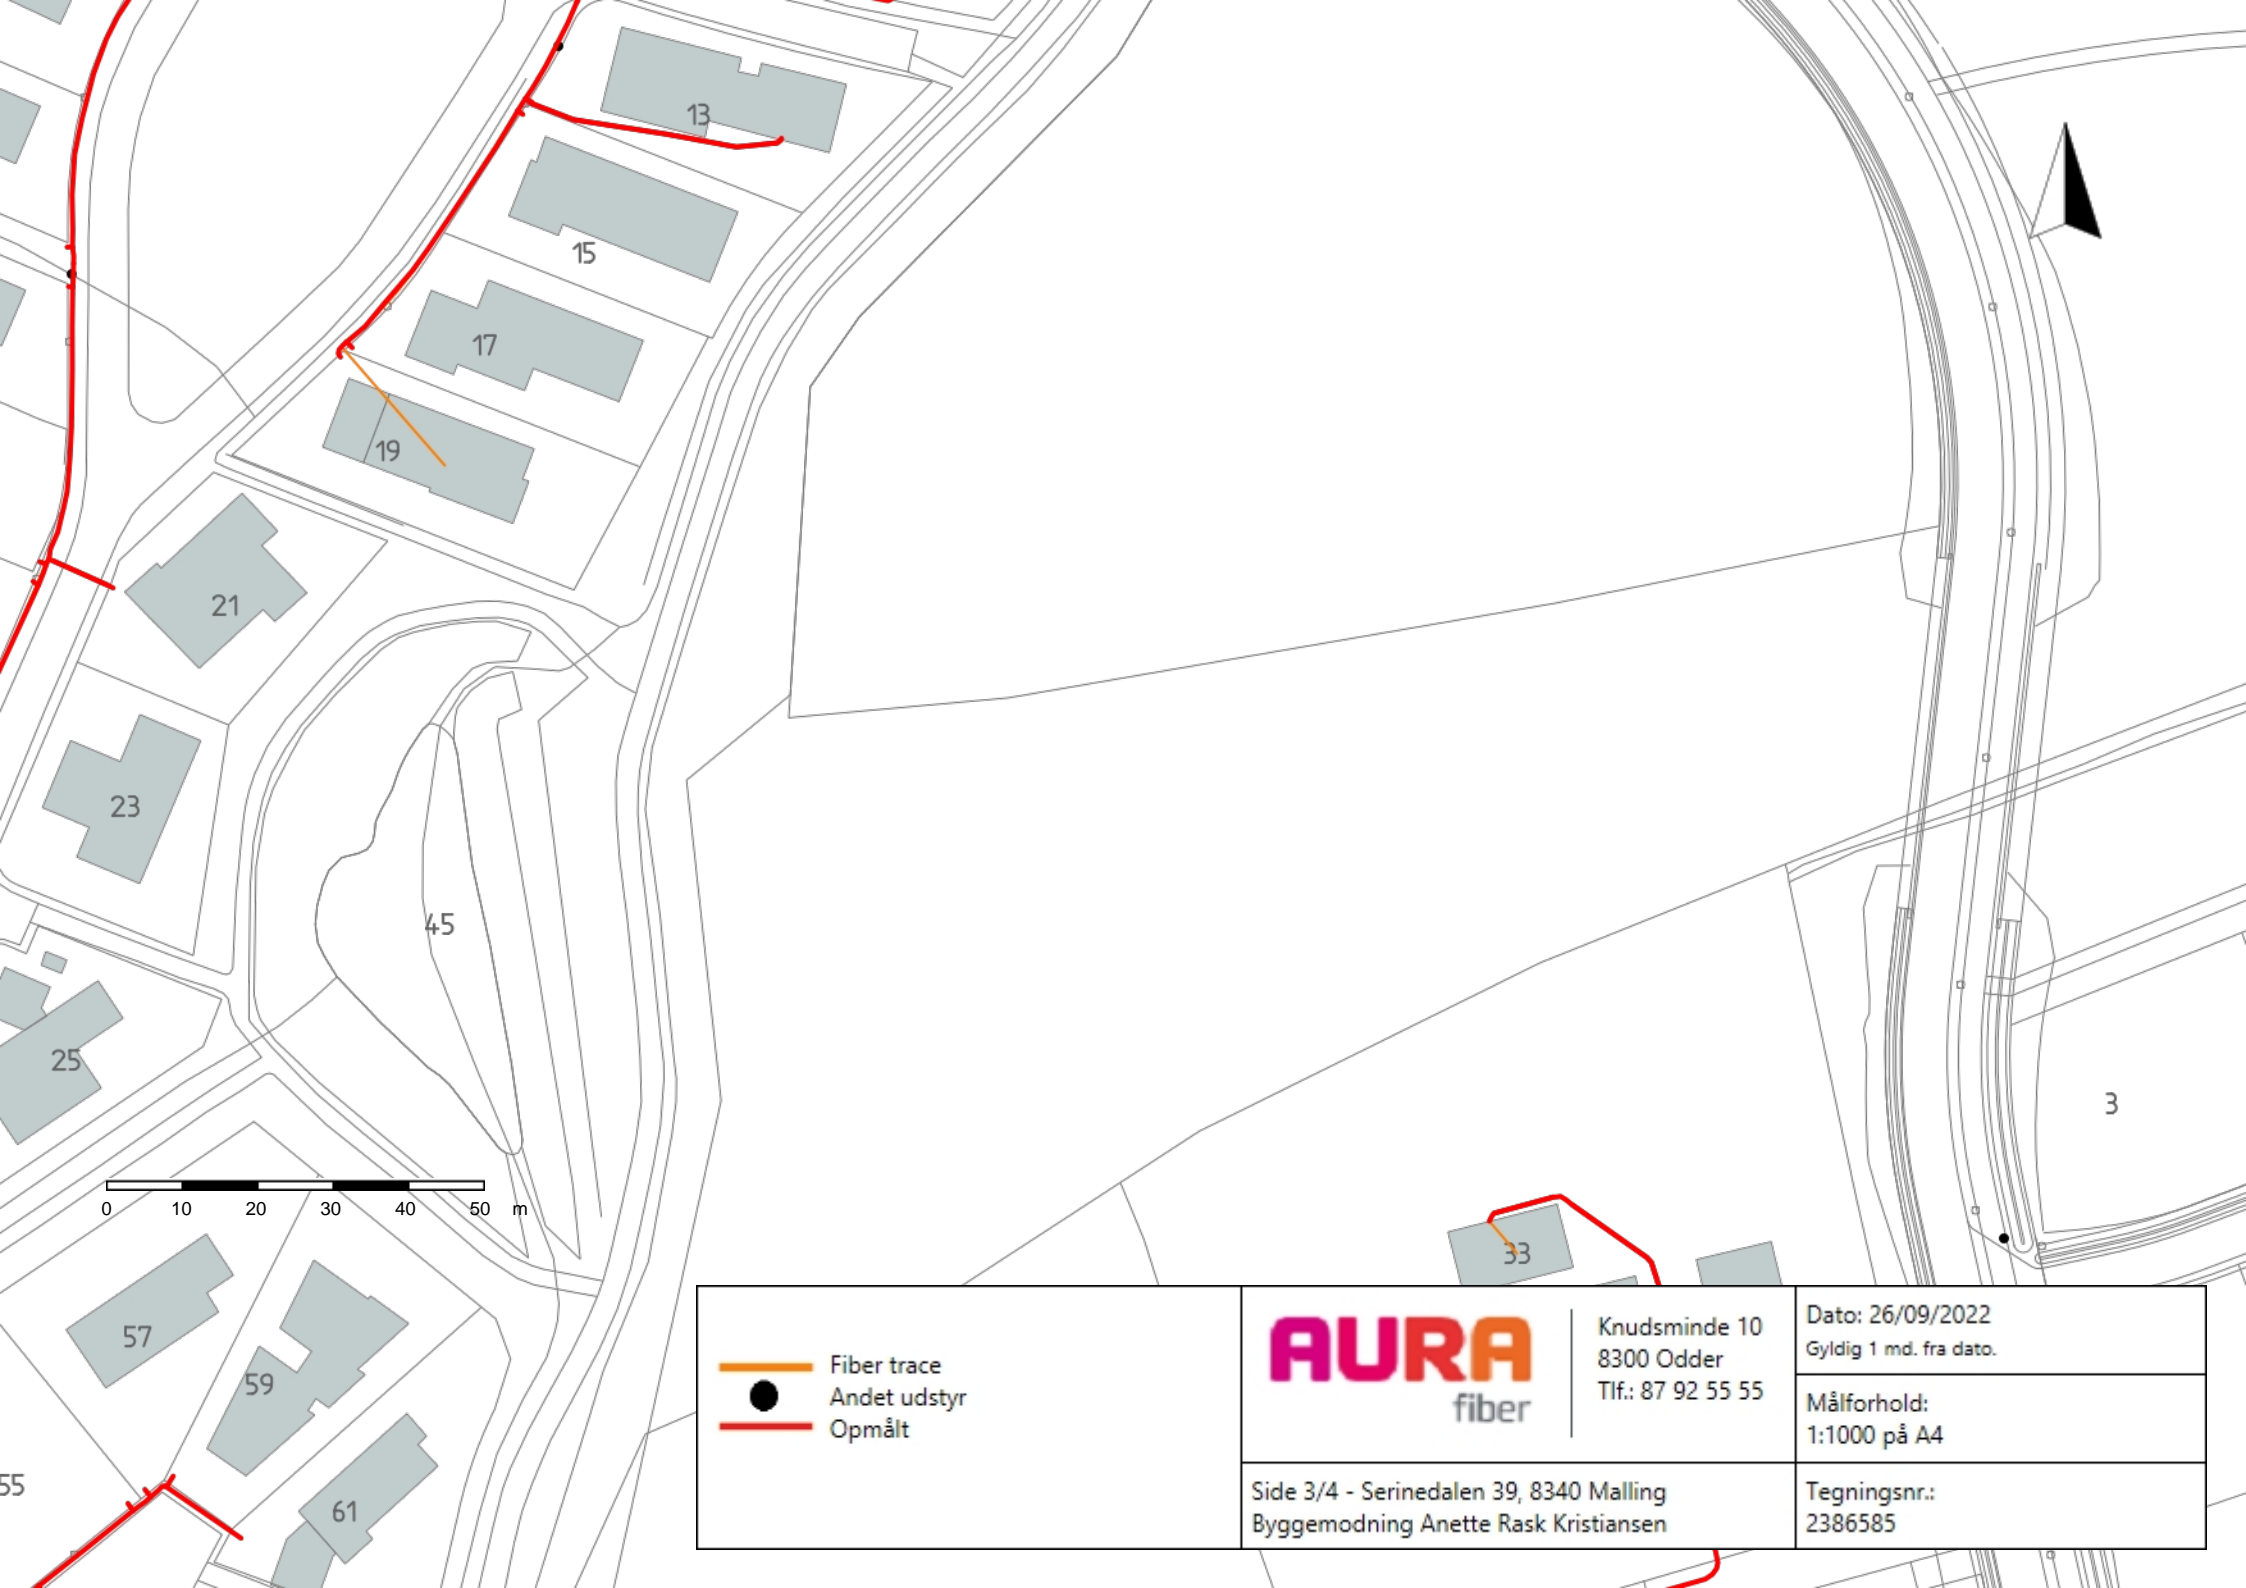 13
15
17
19
21
23
45
25
3
0 10 20 30 40 50 m
33
57
59
61
55
Fiber trace
Andet udstyr
Opmålt
AURA
fiber
Knudsminde 10
8300 Odder
Tlf.: 87 92 55 55
Dato: 26/09/2022
Gyldig 1 md. fra dato.
Målforhold:
1:1000 på A4
Side 3/4 - Serinedalen 39, 8340 Malling
Byggemodning Anette Rask Kristiansen
Tegningsnr.:
2386585